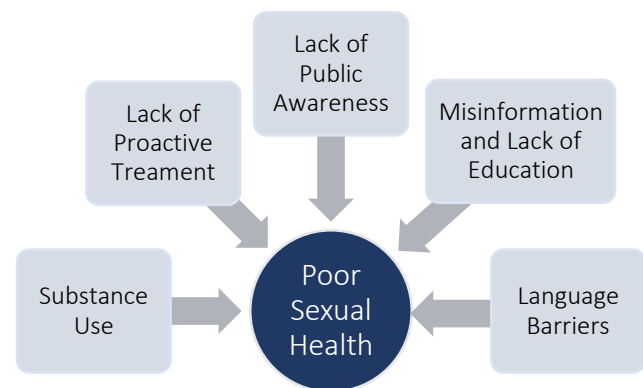 Lack of
Public
Awareness
Lack of
Proactive
Treament
Misinformation
and Lack of
Education
Substance
Use
Poor
Sexual
Health
Language
Barriers